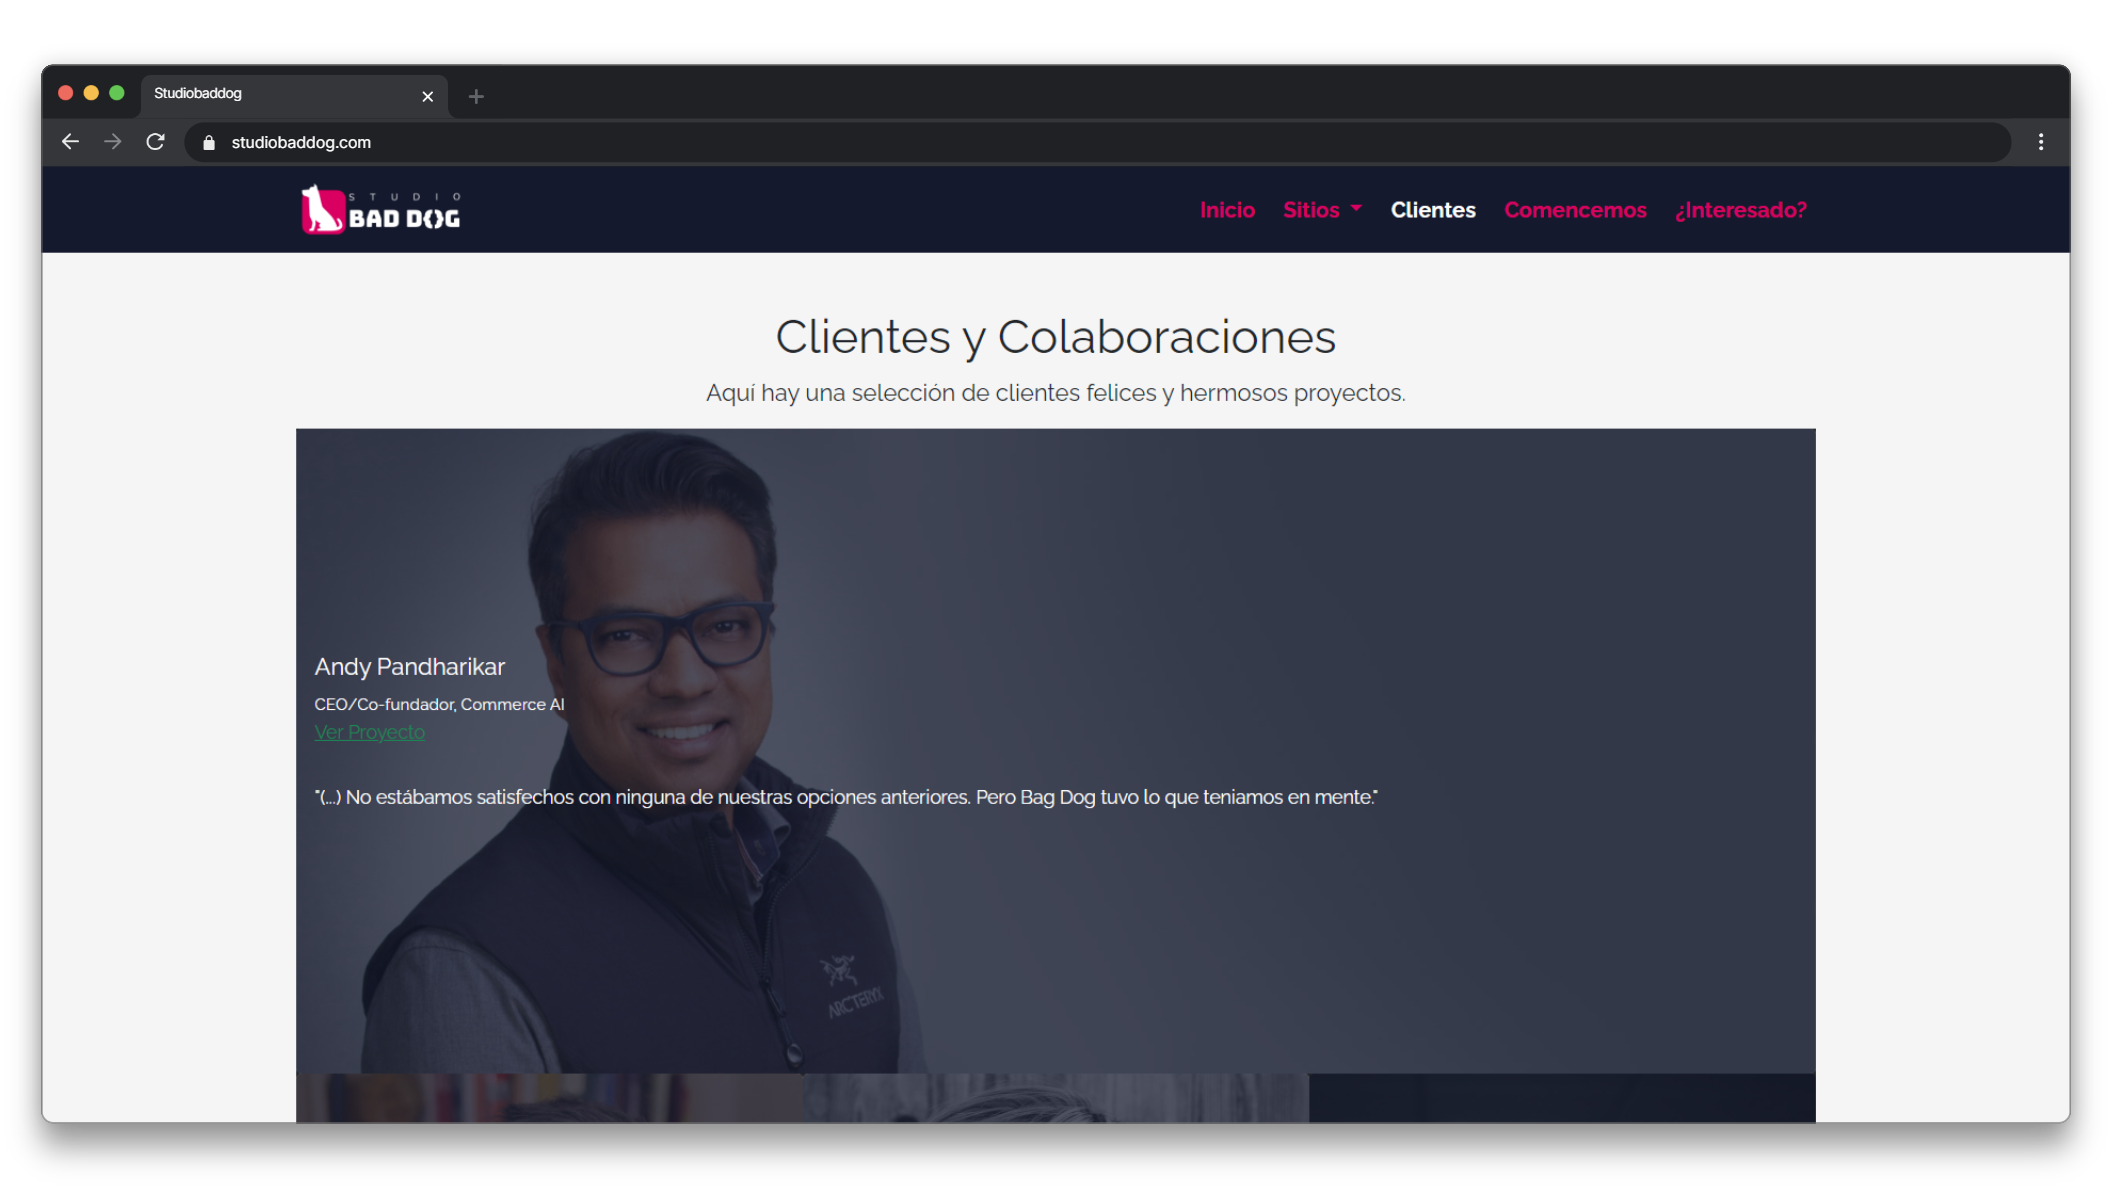 Studiobaddog
studiobaddog.com
STUDIO
BAD DOG
Inicio Sitios Clientes Comencemos ¿Interesado?
Clientes y Colaboraciones
Aquí hay una selección de clientes felices y hermosos proyectos.
Andy Pandharikar
CEO/Co-fundador, Commerce AI
Ver Proyecto
"(...) No estábamos satisfechos con ninguna de nuestras opciones anteriores. Pero Bag Dog tuvo lo que teniamos en mente."
ARC'TERYX